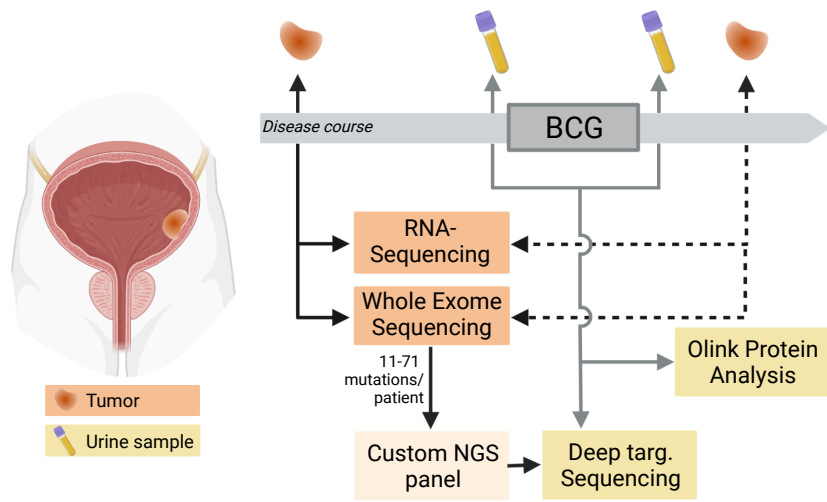 Disease course
BCG
RNA-
Sequencing
Whole Exome
Sequencing
11-71
mutations/
patient
Olink Protein
Analysis
Tumor
Urine sample
Custom NGS
panel
Deep targ.
Sequencing